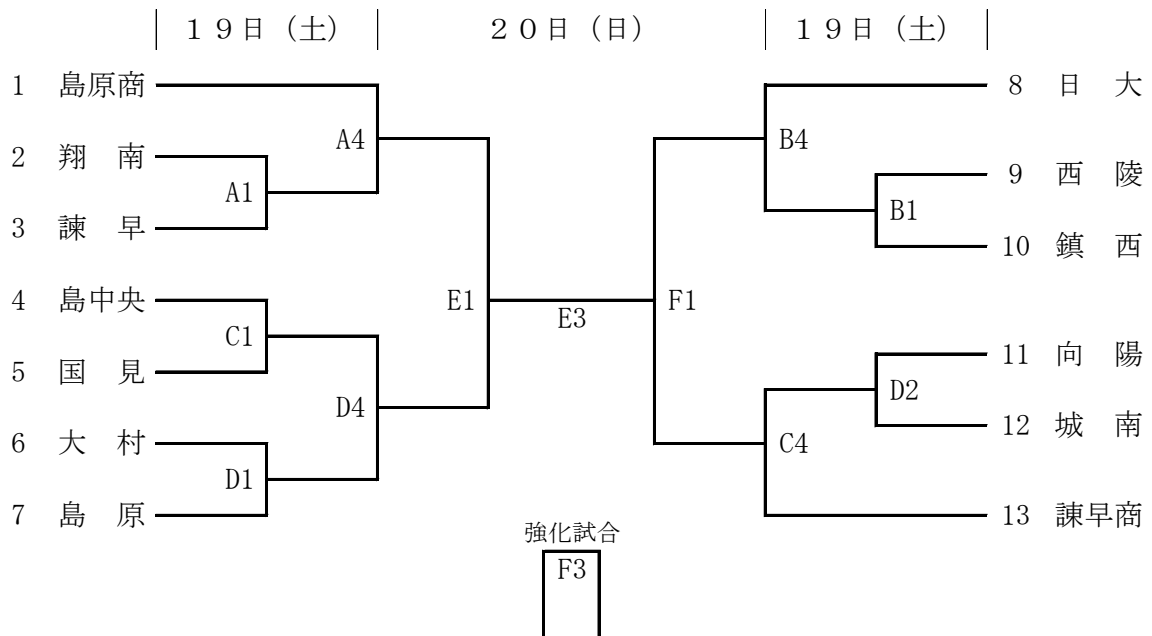 19日（土） 20日（日） 19日（土）
1 島原商
2 翔 南
3 諫 早
4 島中央
5 国 見
6 大 村
7 島 原
A4
A1
C1
D4
D1
E1
E3
F1
B4
B1
D2
C4
8 日 大
9 西 陵
10 鎮 西
11 向 陽
12 城 南
13 諫早商
強化試合
F3